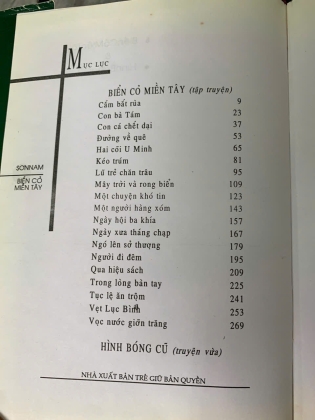 MỤC LỤC
BIỂN CỎ MIỀN TÂY (tập truyện)
Cấm bắt rùa 9
Con bà Tám 23
Con cá chết dại 37
Đường về quê 53
Hai cõi U Minh 65
Kéo trúm 81
Lũ trẻ chăn trâu 95
Mây trời và rong biển 109
Một chuyện khó tin 123
Một người hảng xóm 143
Ngày hội ba khía 157
Ngày xưa tháng chạp 167
Ngó lên sở thượng 179
Người đi đêm 195
Qua hiệu sách 209
Trong lòng bàn tay 225
Tục lệ ăn trộm 241
Vẹt Lục Bình 253
Vọc nước giỡn trăng 269
HÌNH BÓNG CŨ (truyện vừa)
SƠN NAM
BIỂN CỎ
MIỀN TÂY
NHÀ XUẤT BẢN TRẺ GIỮ BẢN QUYỀN